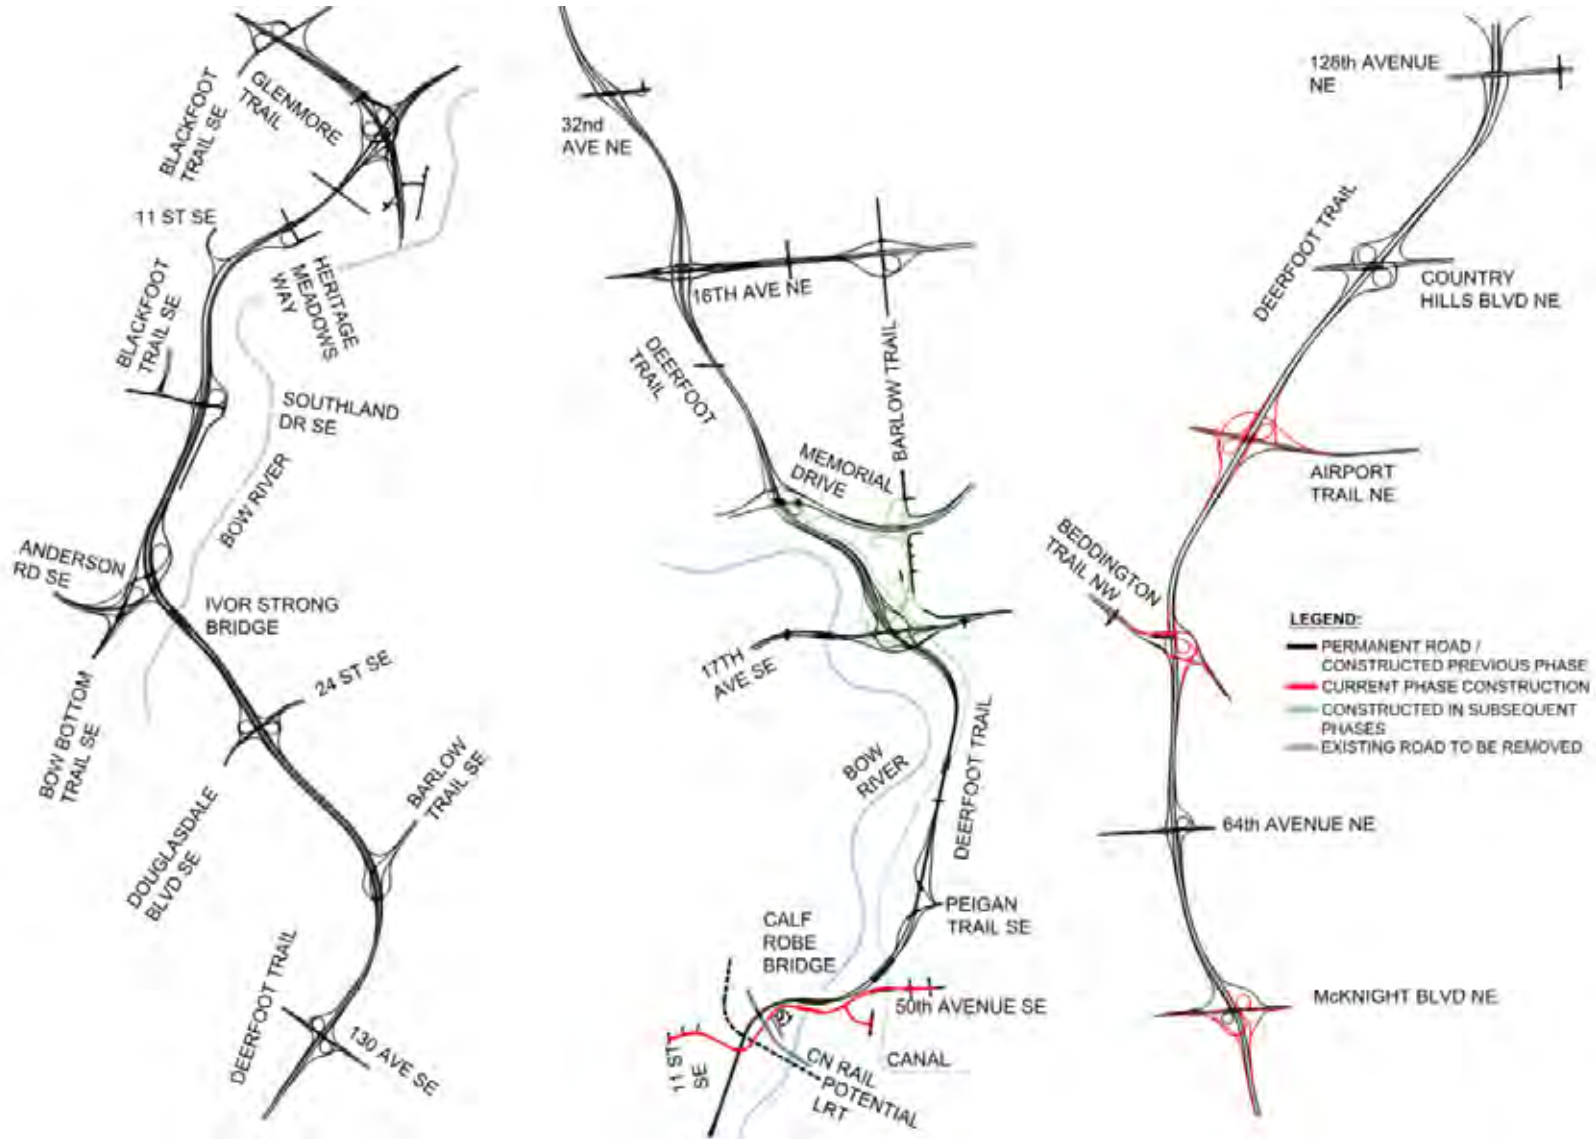 BLACKFOOT
TRAIL SE
GLENMORE
TRAIL
11 ST SE
HERITAGE
MEADOWS
WAY
BLACKFOOT
TRAIL SE
SOUTHLAND
DR SE
BOW RIVER
ANDERSON
RD SE
IVOR STRONG
BRIDGE
BOW BOTTOM
TRAIL SE
24 ST SE
DOUGLASDALE
BLVD SE
BARLOW
TRAIL SE
DEERFOOT TRAIL
130 AVE SE
32nd
AVE NE
16TH AVE NE
DEERFOOT
TRAIL
BARLOW TRAIL
MEMORIAL
DRIVE
17TH
AVE SE
BOW
RIVER
DEERFOOT TRAIL
PEIGAN
TRAIL SE
CALF
ROBE
BRIDGE
50th AVENUE SE
11 ST
SE
CN RAIL
POTENTIAL
LRT
CANAL
128th AVENUE
NE
DEERFOOT TRAIL
COUNTRY
HILLS BLVD NE
AIRPORT
TRAIL NE
BEDDINGTON
TRAIL NW
LEGEND:
PERMANENT ROAD /
CONSTRUCTED PREVIOUS PHASE
CURRENT PHASE CONSTRUCTION
CONSTRUCTED IN SUBSEQUENT
PHASES
EXISTING ROAD TO BE REMOVED
64th AVENUE NE
McKNIGHT BLVD NE